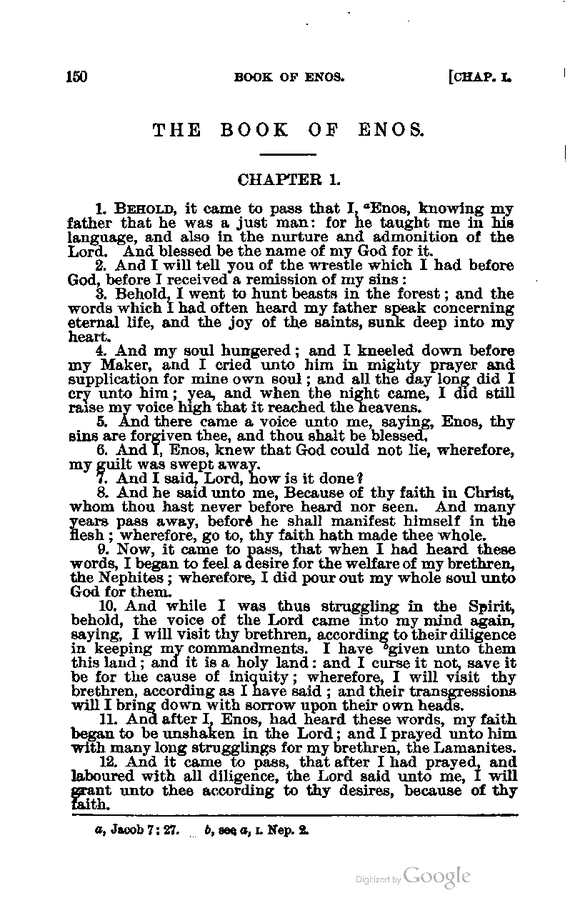 150 BOOK OF ENOS. [CHAP. I.
THE BOOK OF ENOS.
CHAPTER 1.
1. BEHOLD, it came to pass that I, aEnos, knowing my
father that he was a just man: for he taught me in his
language, and also in the nurture and admonition of the
Lord. And blessed be the name of my God for it.
2. And I will tell you of the wrestle which I had before
God, before I received a remission of my sins:
3. Behold, I went to hunt beasts in the forest; and the
words which I had often heard my father speak concerning
eternal life, and the joy of the saints, sunk deep into my
heart.
4. And my soul hungered; and I kneeled down before
my Maker, and I cried unto him in mighty prayer and
supplication for mine own soul; and all the day long did I
cry unto him; yea, and when the night came, I did still
raise my voice high that it reached the heavens.
5. And there came a voice unto me, saying, Enos, thy
sins are forgiven thee, and thou shalt be blessed.
6. And I, Enos, knew that God could not lie, wherefore,
my guilt was swept away.
7. And I said, Lord, how is it done?
8. And he said unto me, Because of thy faith in Christ,
whom thou hast never before heard nor seen. And many
years pass away, before he shall manifest himself in the
flesh; wherefore, go to, thy faith hath made thee whole.
9. Now, it came to pass, that when I had heard these
words, I began to feel a desire for the welfare of my brethren,
the Nephites; wherefore, I did pour out my whole soul unto
God for them.
10. And while I was thus struggling in the Spirit,
behold, the voice of the Lord came into my mind again,
saying, I will visit thy brethren, according to their diligence
in keeping my commandments. I have bgiven unto them
this land; and it is a holy land: and I curse it not, save it
be for the cause of iniquity; wherefore, I will visit thy
brethren, according as I have said; and their transgressions
will I bring down with sorrow upon their own heads.
11. And after I, Enos, had heard these words, my faith
began to be unshaken in the Lord; and I prayed unto him
with many long strugglings for my brethren, the Lamanites.
12. And it came to pass, that after I had prayed, and
laboured with all diligence, the Lord said unto me, I will
grant unto thee according to thy desires, because of thy
faith.
a, Jacob 7:27. b, see a, I. Nep. 2.
Digitized by Google